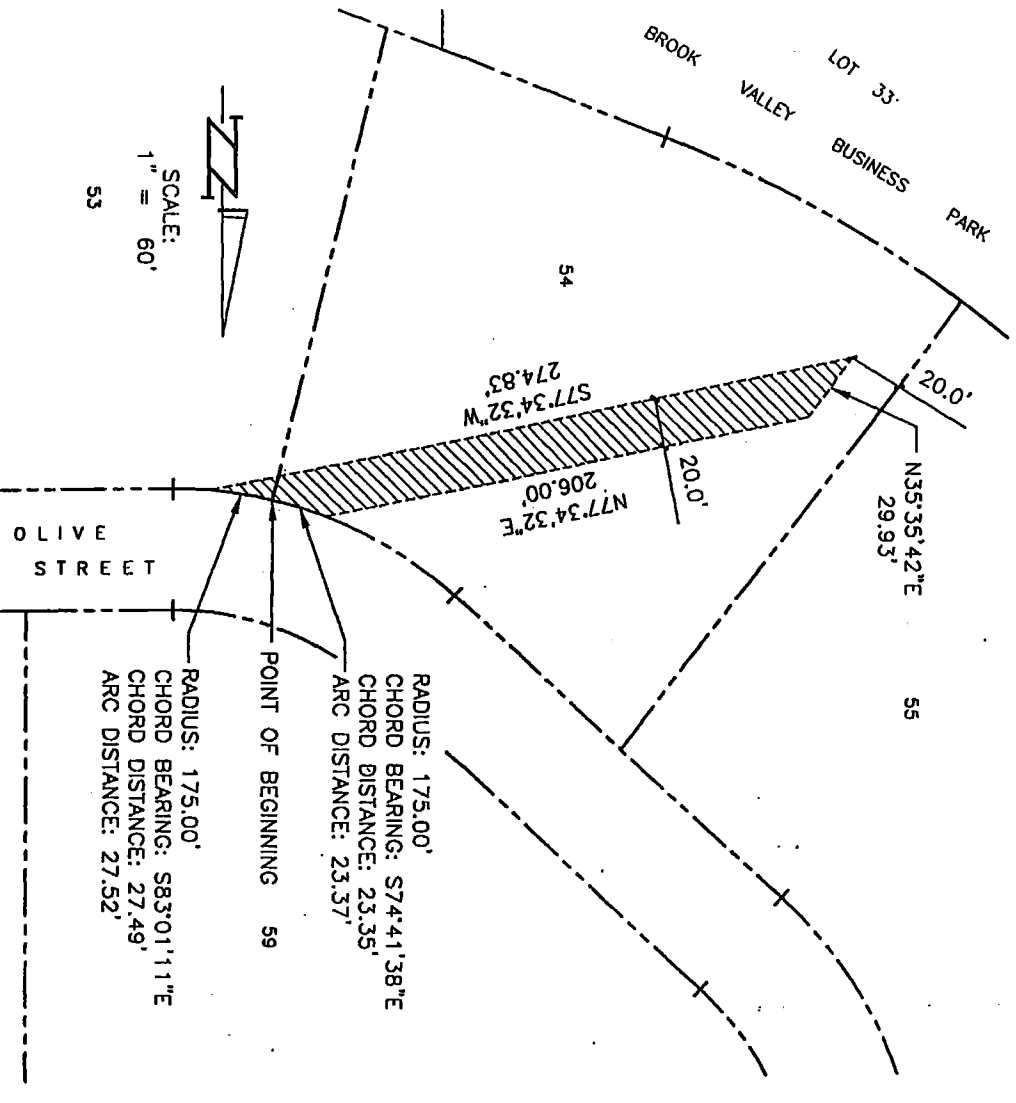 LOT 33
BROOK VALLEY BUSINESS PARK
54
20.0'
S77°34'32"W
274.83'
20.0'
N77°34'32"E
206.00'
N35°35'42"E
29.93'
55
SCALE:
1" = 60'
53
OLIVE
STREET
RADIUS: 175.00'
CHORD BEARING: S74°41'38"E
CHORD DISTANCE: 23.35'
ARC DISTANCE: 23.37'
POINT OF BEGINNING
59
RADIUS: 175.00'
CHORD BEARING: S83°01'11"E
CHORD DISTANCE: 27.49'
ARC DISTANCE: 27.52'